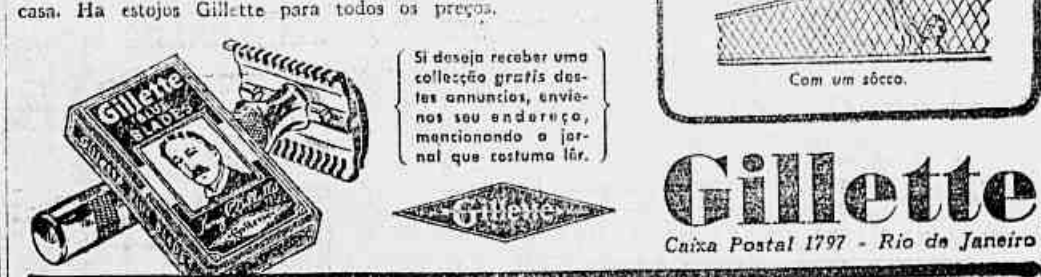 casa. Ha estojos Gillette para todos os preços.
Si deseja receber uma
collecção gratis des-
tes annuncios, envie-
nos seu endereço,
mencionando o jor-
nal que costuma lêr.
Com um sôcco.
Gillette
BLADES
Gillette
Gillette
Caixa Postal 1797 - Rio de Janeiro